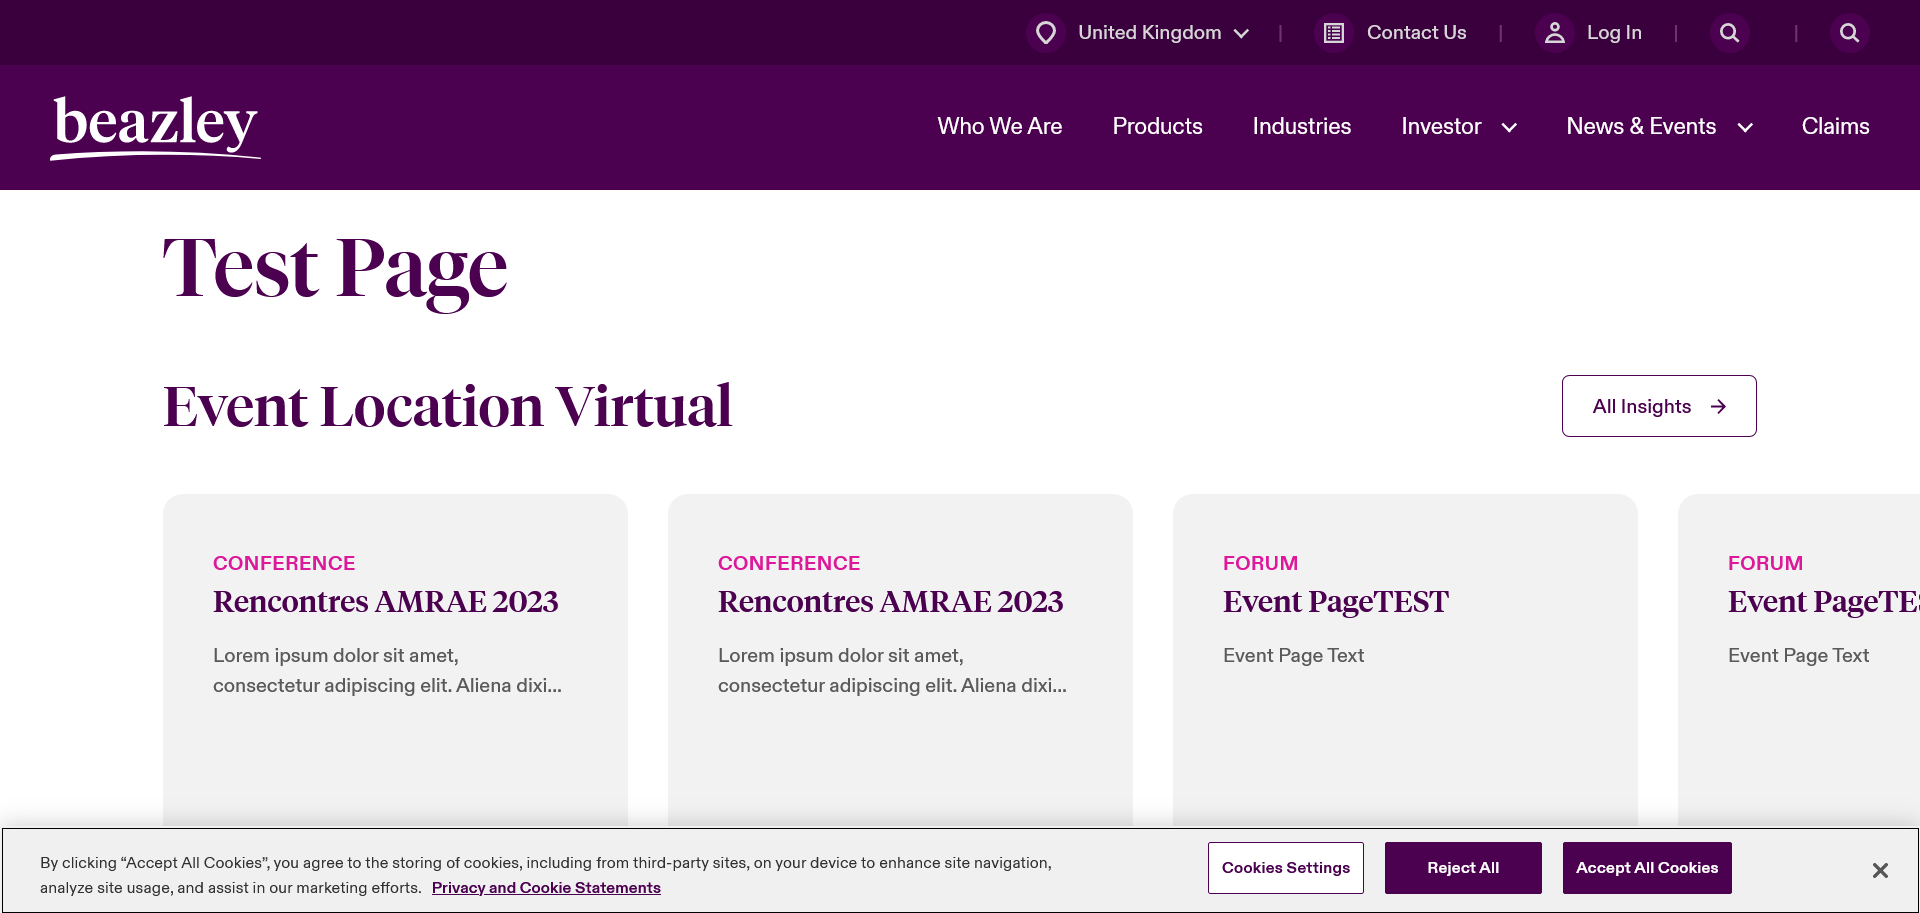 United Kingdom | Contact Us | Log In | |
beazley
Who We Are Products Industries Investor News & Events Claims
Test Page
Event Location Virtual
All Insights
CONFERENCE
Rencontres AMRAE 2023
Lorem ipsum dolor sit amet,
consectetur adipiscing elit. Aliena dixi...
CONFERENCE
Rencontres AMRAE 2023
Lorem ipsum dolor sit amet,
consectetur adipiscing elit. Aliena dixi...
FORUM
Event PageTEST
Event Page Text
FORUM
Event PageTES
Event Page Text
By clicking “Accept All Cookies”, you agree to the storing of cookies, including from third-party sites, on your device to enhance site navigation,
analyze site usage, and assist in our marketing efforts. Privacy and Cookie Statements
Cookies Settings
Reject All
Accept All Cookies